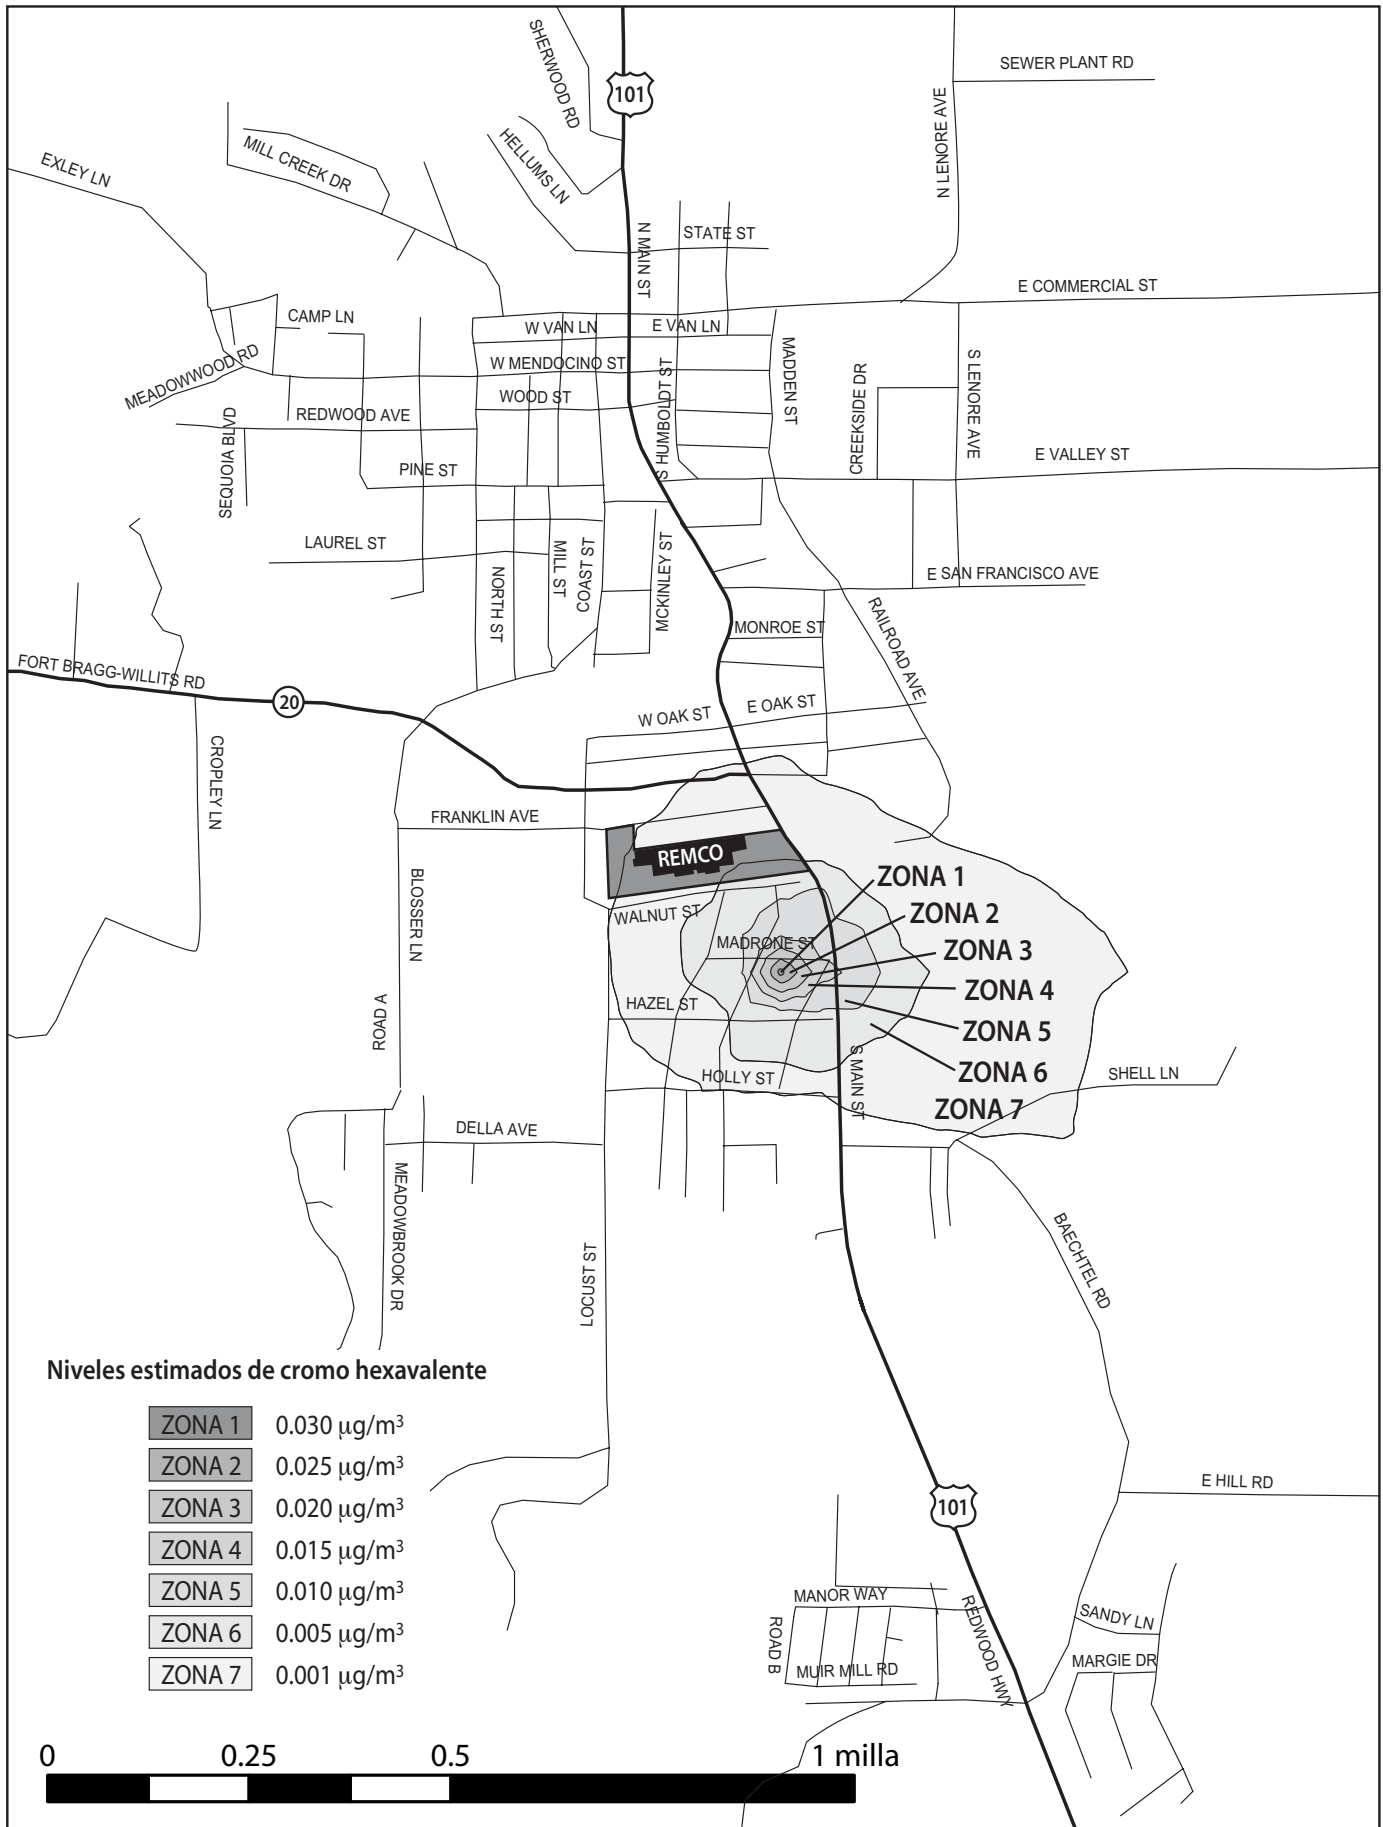 SHERWOOD RD
101
SEWER PLANT RD
N LENORE AVE
HELLUMS LN
MILL CREEK DR
EXLEY LN
N MAIN ST
STATE ST
E COMMERCIAL ST
CAMP LN
W VAN LN
E VAN LN
MEADOWWOOD RD
W MENDOCINO ST
MADDEN ST
S LENORE AVE
CREEKSIDE DR
S HUMBOLDT ST
WOOD ST
REDWOOD AVE
SEQUOIA BLVD
PINE ST
E VALLEY ST
LAUREL ST
NORTH ST
MILL ST
COAST ST
MCKINLEY ST
E SAN FRANCISCO AVE
MONROE ST
RAILROAD AVE
FORT BRAGG-WILLITS RD
20
W OAK ST
E OAK ST
CROPLEY LN
FRANKLIN AVE
REMCO
BLOSSER LN
WALNUT ST
MADRONE ST
ZONA 1
ZONA 2
ZONA 3
ZONA 4
ZONA 5
ZONA 6
ZONA 7
HAZEL ST
ROAD A
HOLLY ST
S MAIN ST
SHELL LN
DELLA AVE
MEADOWBROOK DR
LOCUST ST
BAECHTEL RD
Niveles estimados de cromo hexavalente
ZONA 1 0.030 µg/m³
ZONA 2 0.025 µg/m³
ZONA 3 0.020 µg/m³
ZONA 4 0.015 µg/m³
ZONA 5 0.010 µg/m³
ZONA 6 0.005 µg/m³
ZONA 7 0.001 µg/m³
101
E HILL RD
MANOR WAY
ROAD B
MUIR MILL RD
REDWOOD HWY
SANDY LN
MARGIE DR
0 0.25 0.5 1 milla